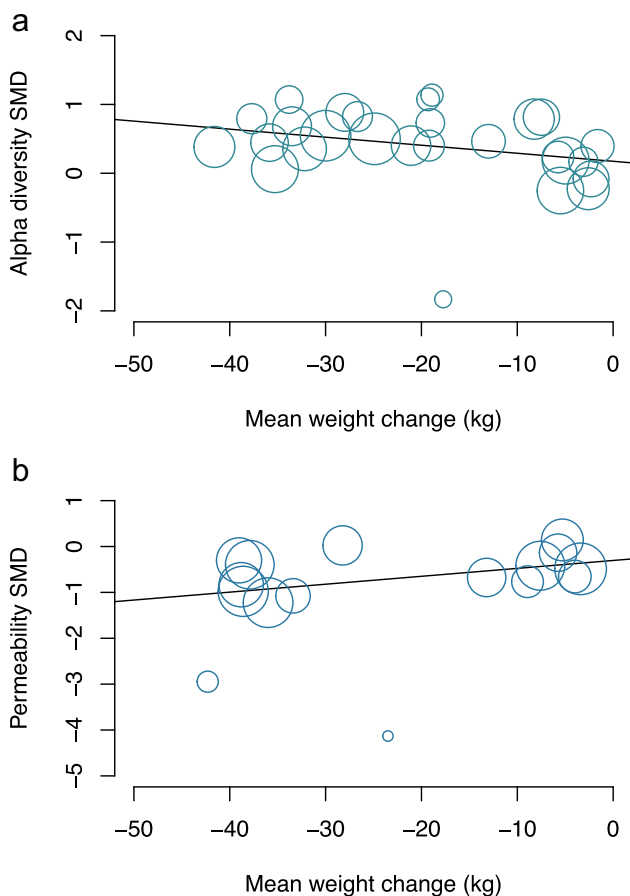 a
2
1
0
−1
−2
Alpha diversity SMD
−50 −40 −30 −20 −10 0
Mean weight change (kg)
b
1
0
−1
−2
−3
−4
−5
Permeability SMD
−50 −40 −30 −20 −10 0
Mean weight change (kg)